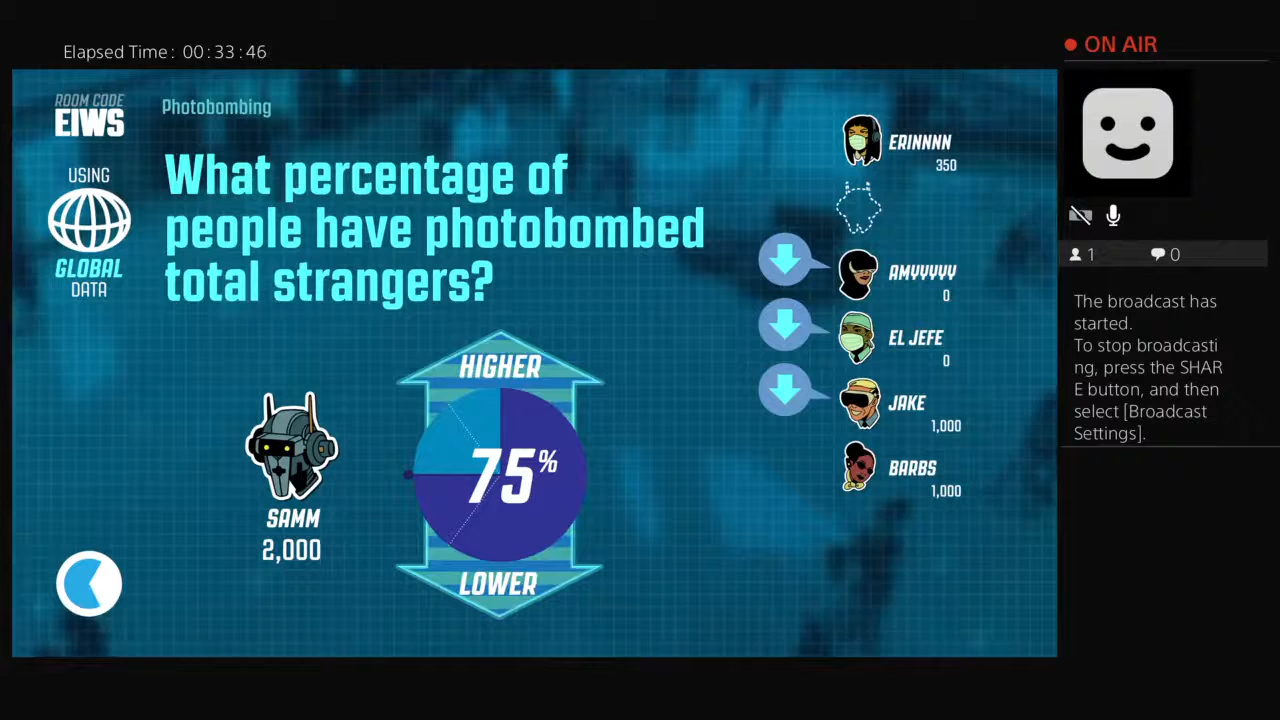 Elapsed Time: 00:33:46
ON AIR
ROOM CODE
EIWS
Photobombing
USING
GLOBAL
DATA
What percentage of
people have photobombed
total strangers?
HIGHER
75%
LOWER
SAMM
2,000
ERINNNN
350
AMYYYYY
0
EL JEFE
0
JAKE
1,000
BARBS
1,000
1
0
The broadcast has
started.
To stop broadcasti
ng, press the SHAR
E button, and then
select [Broadcast
Settings].